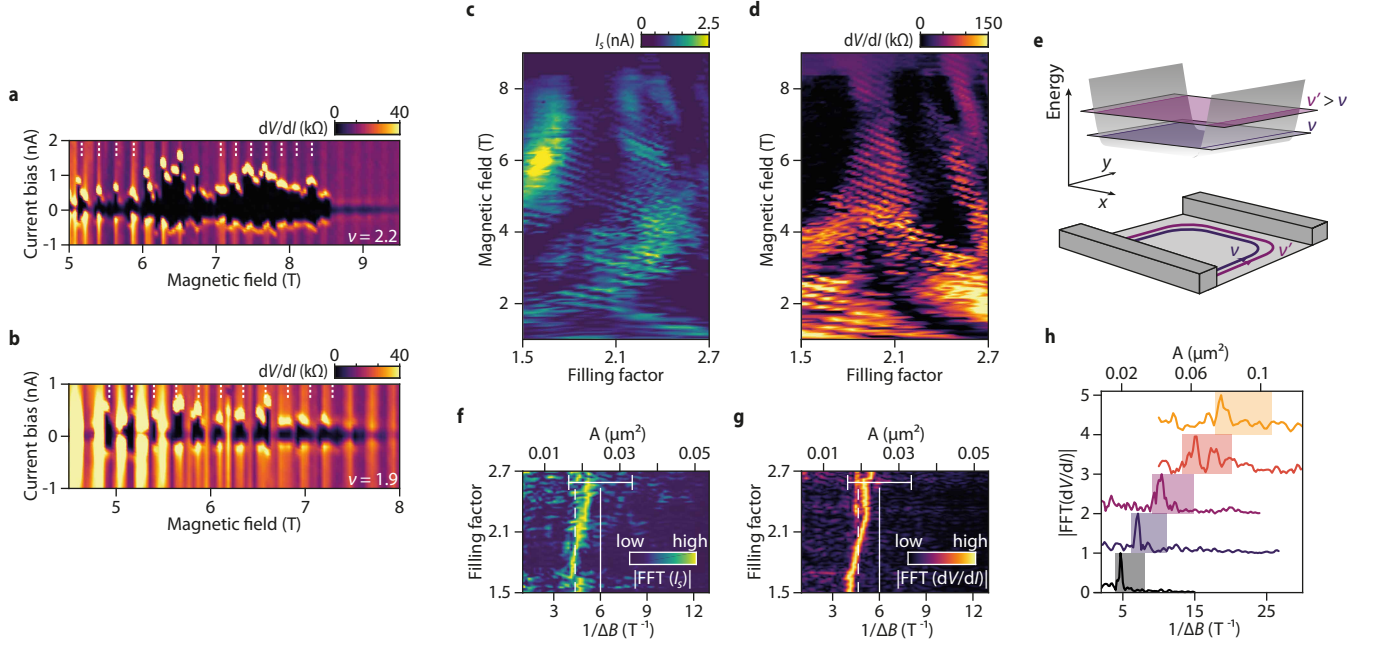 a
dV/dI (kΩ)
0
40
Current bias (nA)
2
1
0
-1
ν = 2.2
5
6
7
8
9
Magnetic field (T)
b
dV/dI (kΩ)
0
40
Current bias (nA)
1
0
-1
ν = 1.9
5
6
7
8
Magnetic field (T)
c
0
2.5
Is (nA)
Magnetic field (T)
8
6
4
2
1.5
2.1
2.7
Filling factor
d
0
150
dV/dI (kΩ)
Magnetic field (T)
8
6
4
2
1.5
2.1
2.7
Filling factor
e
Energy
ν' > ν
ν
y
x
ν
ν'
f
A (μm²)
0.01
0.03
0.05
Filling factor
2.7
2.1
1.5
low
high
|FFT (Is)|
3
6
9
12
1/ΔB (T⁻¹)
g
A (μm²)
0.01
0.03
0.05
Filling factor
2.7
2.1
1.5
low
high
|FFT (dV/dI)|
3
6
9
12
1/ΔB (T⁻¹)
h
A (μm²)
0.02
0.06
0.1
|FFT(dV/dI)|
5
4
3
2
1
0
5
15
25
1/ΔB (T⁻¹)